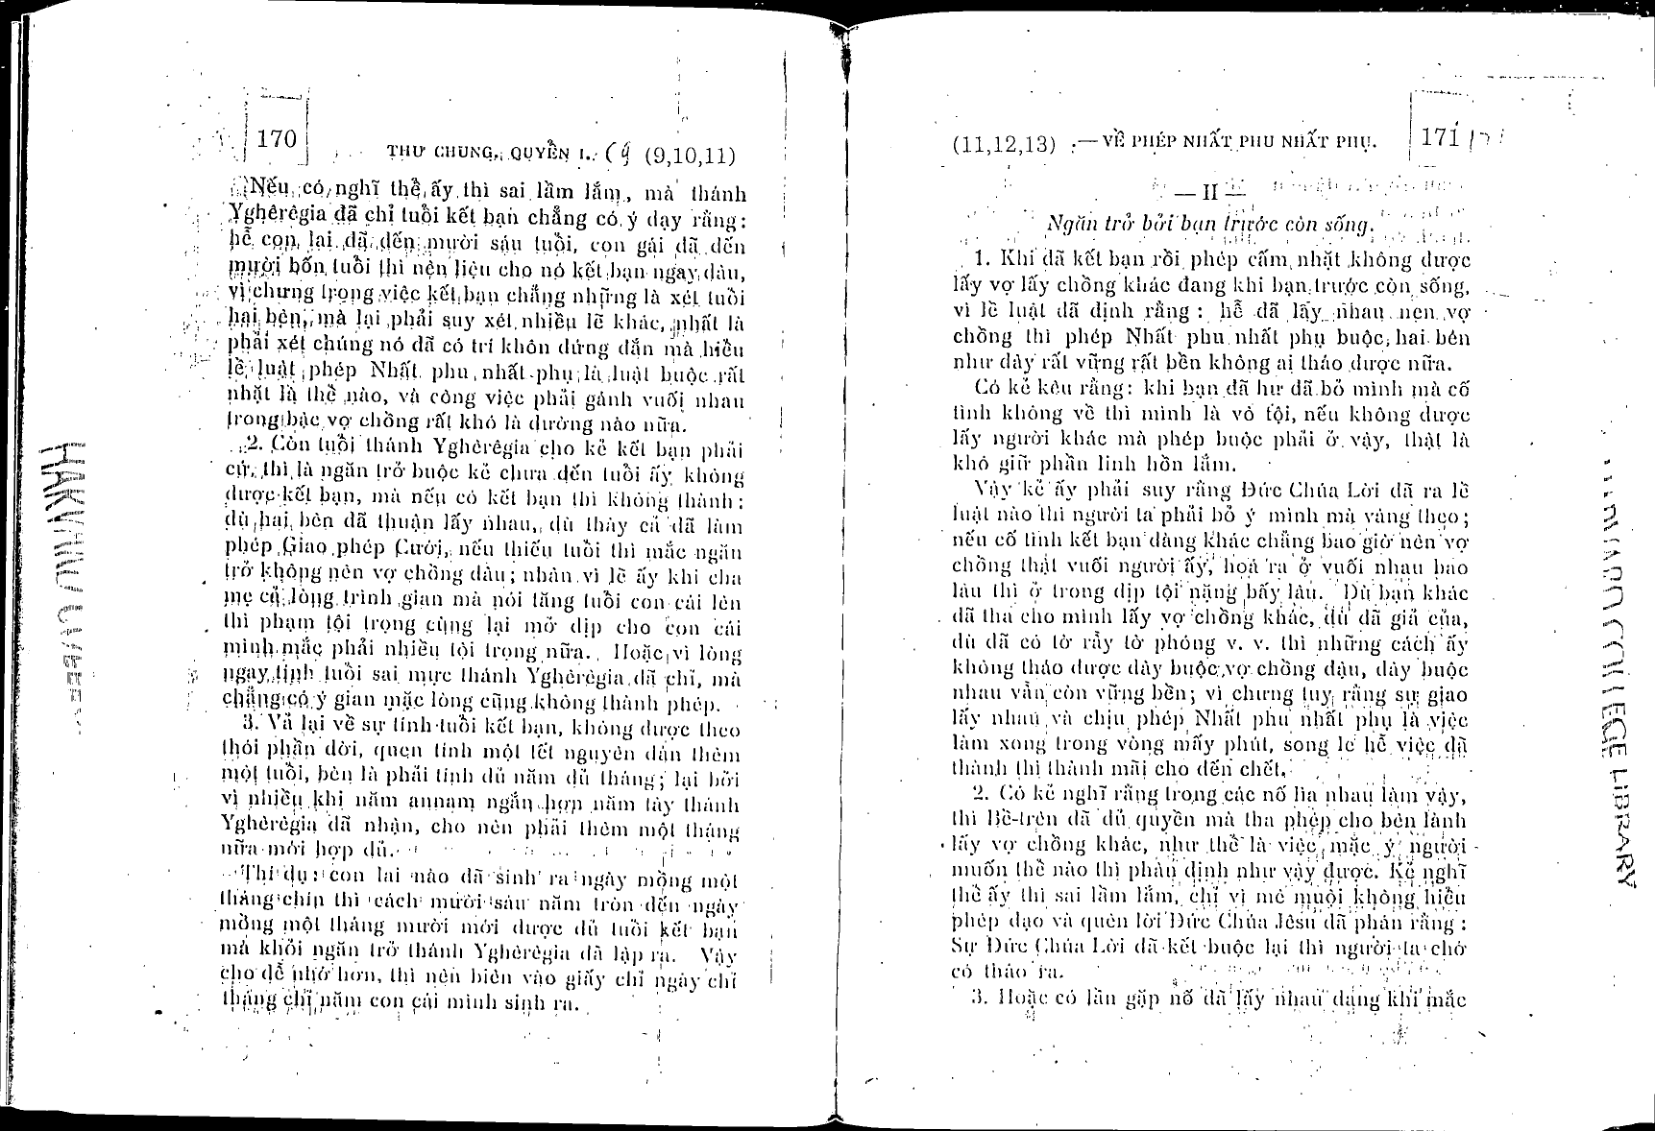 170
THƯ CHUNG, QUYỂN I. (9,10,11)
Nếu có nghĩ thể ấy thì sai lầm lắm, mà thánh
Yghêrêgia đã chỉ tuổi kết bạn chẳng có ý dạy rằng:
hễ con lai đã đến mười sáu tuổi, con gái đã đến
mười bốn tuổi thì nên liệu cho nó kết bạn ngay đâu,
vì chưng trong việc kết bạn chẳng những là xét tuổi
hai bên, mà lại phải suy xét nhiều lẽ khác, nhất là
phải xét chúng nó đã có trí khôn đứng đắn mà hiểu
lề luật phép Nhất phu nhất phụ là luật buộc rất
nhặt là thể nào, và công việc phải gánh vuối nhau
trong bậc vợ chồng rất khó là dường nào nữa.
2. Còn tuổi thánh Yghêrêgia cho kẻ kết bạn phải
cứ, thì là ngăn trở buộc kẻ chưa đến tuổi ấy không
được kết bạn, mà nếu có kết bạn thì không thành:
dù hai bên đã thuận lấy nhau, dù thày cả đã làm
phép Giao phép Cưới, nếu thiếu tuổi thì mắc ngăn
trở không nên vợ chồng đâu; nhân vì lẽ ấy khi cha
mẹ cả lòng trình gian mà nói tăng tuổi con cái lên
thì phạm tội trọng cùng lại mở dịp cho con cái
mình mắc phải nhiều tội trọng nữa. Hoặc vì lòng
ngay tính tuổi sai mực thánh Yghêrêgia đã chỉ, mà
chẳng có ý gian mặc lòng cũng không thành phép.
3. Vả lại về sự tính tuổi kết bạn, không được theo
thói phần đời, quen tính một tết nguyên đán thêm
một tuổi, bèn là phải tính đủ năm đủ tháng; lại bởi
vì nhiều khi năm annam ngắn hơn năm tây thánh
Yghêrêgia đã nhận, cho nên phải thêm một tháng
nữa mới hợp đủ.
Thí dụ: con lai nào đã sinh ra ngày mồng một
tháng chín thì cách mười sáu năm tròn đến ngày
mồng một tháng mười mới được đủ tuổi kết bạn
mà khỏi ngăn trở thánh Yghêrêgia đã lập ra. Vậy
cho dễ nhớ hơn, thì nên biên vào giấy chỉ ngày chỉ
tháng chỉ năm con cái mình sinh ra.
HARVARD
(11,12,13) — VỀ PHÉP NHẤT PHU NHẤT PHỤ. 171
— II —
Ngăn trở bởi bạn trước còn sống.
1. Khi đã kết bạn rồi phép cấm nhặt không được
lấy vợ lấy chồng khác đang khi bạn trước còn sống,
vì lề luật đã định rằng: hễ đã lấy nhau nên vợ
chồng thì phép Nhất phu nhất phụ buộc hai bên
như dây rất vững rất bền không ai tháo được nữa.
Có kẻ kêu rằng: khi bạn đã hư đã bỏ mình mà cố
tình không về thì mình là vô tội, nếu không được
lấy người khác mà phép buộc phải ở vậy, thật là
khó giữ phần linh hồn lắm.
Vậy kẻ ấy phải suy rằng Đức Chúa Lời đã ra lề
luật nào thì người ta phải bỏ ý mình mà vâng theo;
nếu cố tình kết bạn đàng khác chẳng bao giờ nên vợ
chồng thật vuối người ấy, hoạ ra ở vuối nhau bao
lâu thì ở trong dịp tội nặng bấy lâu. Dù bạn khác
đã tha cho mình lấy vợ chồng khác, dù đã giả của,
dù đã có tờ rẫy tờ phóng v. v. thì những cách ấy
không tháo được dây buộc vợ chồng đâu, dây buộc
nhau vẫn còn vững bền; vì chưng tuy rằng sự giao
lấy nhau và chịu phép Nhất phu nhất phụ là việc
làm xong trong vòng mấy phút, song le hễ việc đã
thành thì thành mãi cho đến chết.
2. Có kẻ nghĩ rằng trong các nố lìa nhau làm vậy,
thì Bề-trên đã đủ quyền mà tha phép cho bên lành
lấy vợ chồng khác, như thể là việc mặc ý người
muốn thể nào thì phân định như vậy được. Kẻ nghĩ
thể ấy thì sai lầm lắm, chỉ vì mê muội không hiểu
phép đạo và quên lời Đức Chúa Jêsu đã phán rằng:
Sự Đức Chúa Lời đã kết buộc lại thì người ta chớ
có tháo ra.
3. Hoặc có lần gặp nố đã lấy nhau đang khi mắc
COLLEGE LIBRARY